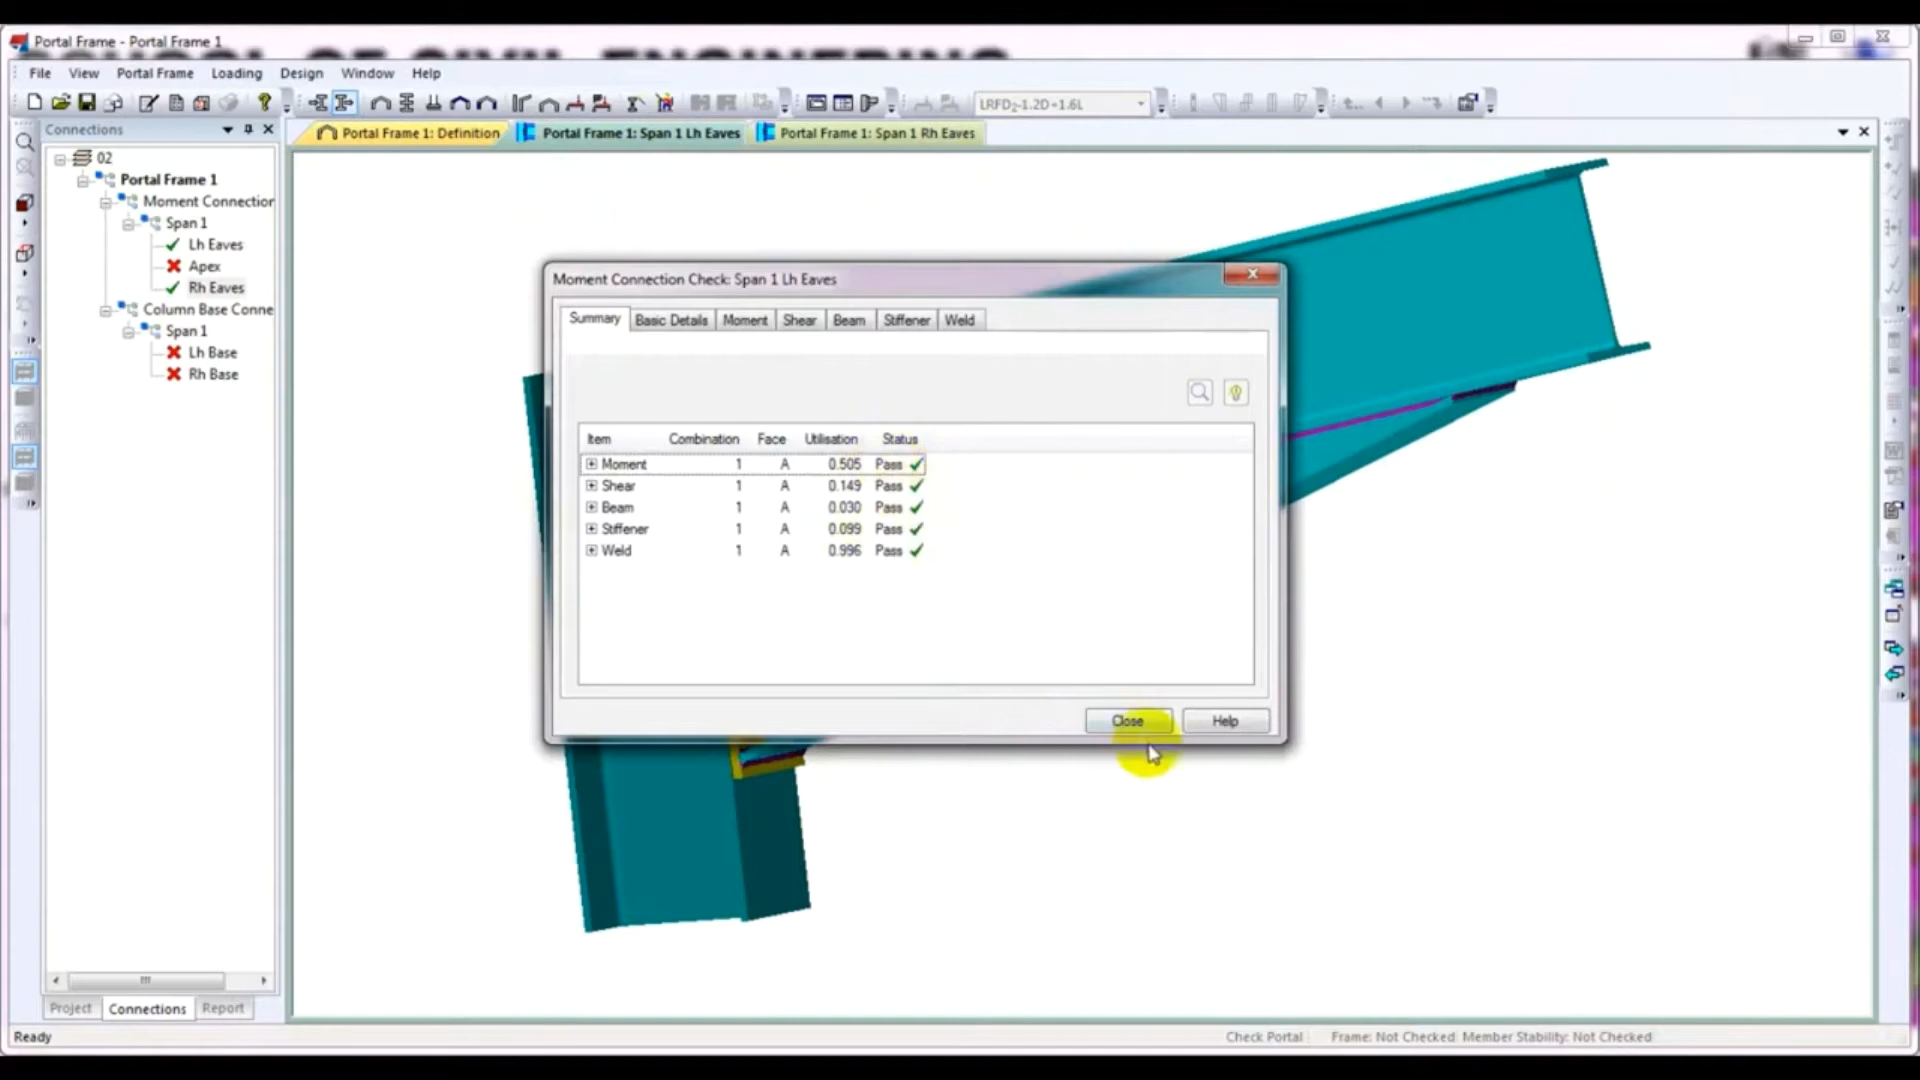 Portal Frame - Portal Frame 1
File View Portal Frame Loading Design Window Help
LRFD2-1.2D+1.6L
Connections
Portal Frame 1: Definition Portal Frame 1: Span 1 Lh Eaves Portal Frame 1: Span 1 Rh Eaves
02
Portal Frame 1
Moment Connection
Span 1
Lh Eaves
Apex
Rh Eaves
Column Base Conne
Span 1
Lh Base
Rh Base
Moment Connection Check: Span 1 Lh Eaves
Summary Basic Details Moment Shear Beam Stiffener Weld
Item Combination Face Utilisation Status
Moment 1 A 0.505 Pass
Shear 1 A 0.149 Pass
Beam 1 A 0.030 Pass
Stiffener 1 A 0.099 Pass
Weld 1 A 0.996 Pass
Close Help
Project Connections Report
Ready Check Portal Frame: Not Checked Member Stability: Not Checked